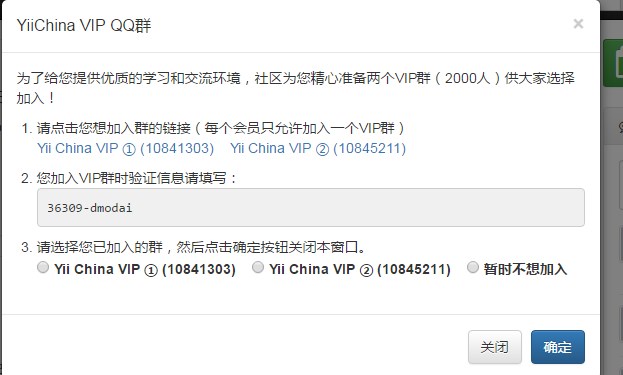 YiiChina VIP QQ群
×
为了给您提供优质的学习和交流环境，社区为您精心准备两个VIP群（2000人）供大家选择
加入！
1. 请点击您想加入群的链接（每个会员只允许加入一个VIP群）
Yii China VIP ① (10841303) Yii China VIP ② (10845211)
2. 您加入VIP群时验证信息请填写：
36309-dmodai
3. 请选择您已加入的群，然后点击确定按钮关闭本窗口。
Yii China VIP ① (10841303) Yii China VIP ② (10845211) 暂时不想加入
关闭 确定